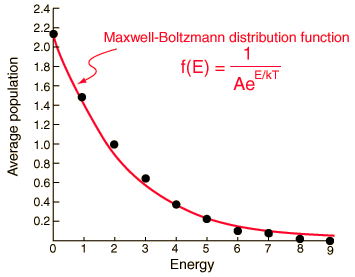 2.4
2.2
2.0
1.8
1.6
1.4
1.2
1.0
0.8
0.6
0.4
0.2
Average population
Maxwell-Boltzmann distribution function
f(E) = 1 / Ae^E/kT
0 1 2 3 4 5 6 7 8 9
Energy